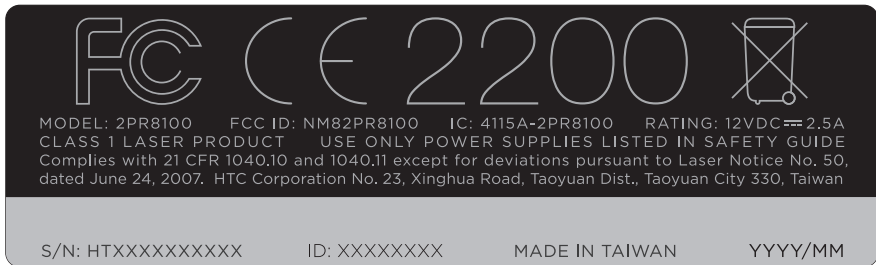 FC CE 2200
MODEL: 2PR8100 FCC ID: NM82PR8100 IC: 4115A-2PR8100 RATING: 12VDC⎓2.5A
CLASS 1 LASER PRODUCT USE ONLY POWER SUPPLIES LISTED IN SAFETY GUIDE
Complies with 21 CFR 1040.10 and 1040.11 except for deviations pursuant to Laser Notice No. 50,
dated June 24, 2007. HTC Corporation No. 23, Xinghua Road, Taoyuan Dist., Taoyuan City 330, Taiwan
S/N: HTXXXXXXXXXX ID: XXXXXXXX MADE IN TAIWAN YYYY/MM